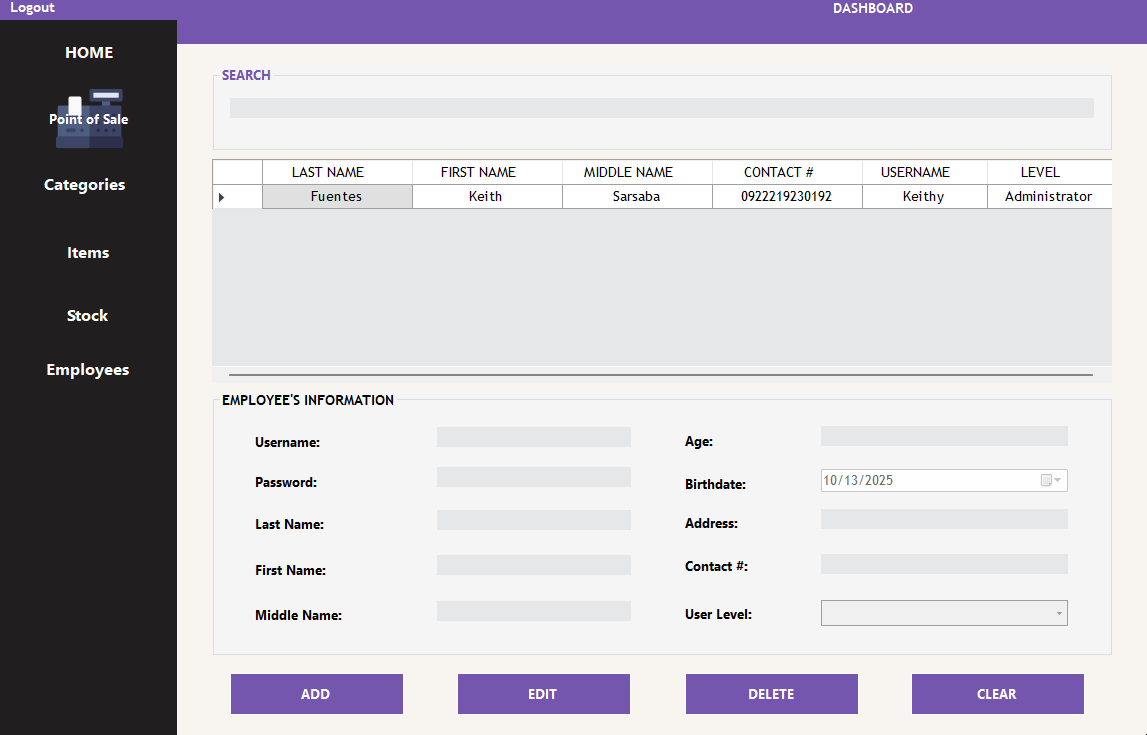 Logout
DASHBOARD
HOME
Point of Sale
Categories
Items
Stock
Employees
SEARCH
LAST NAME FIRST NAME MIDDLE NAME CONTACT # USERNAME LEVEL
Fuentes Keith Sarsaba 0922219230192 Keithy Administrator
EMPLOYEE'S INFORMATION
Username:
Password:
Last Name:
First Name:
Middle Name:
Age:
Birthdate: 10/13/2025
Address:
Contact #:
User Level:
ADD EDIT DELETE CLEAR